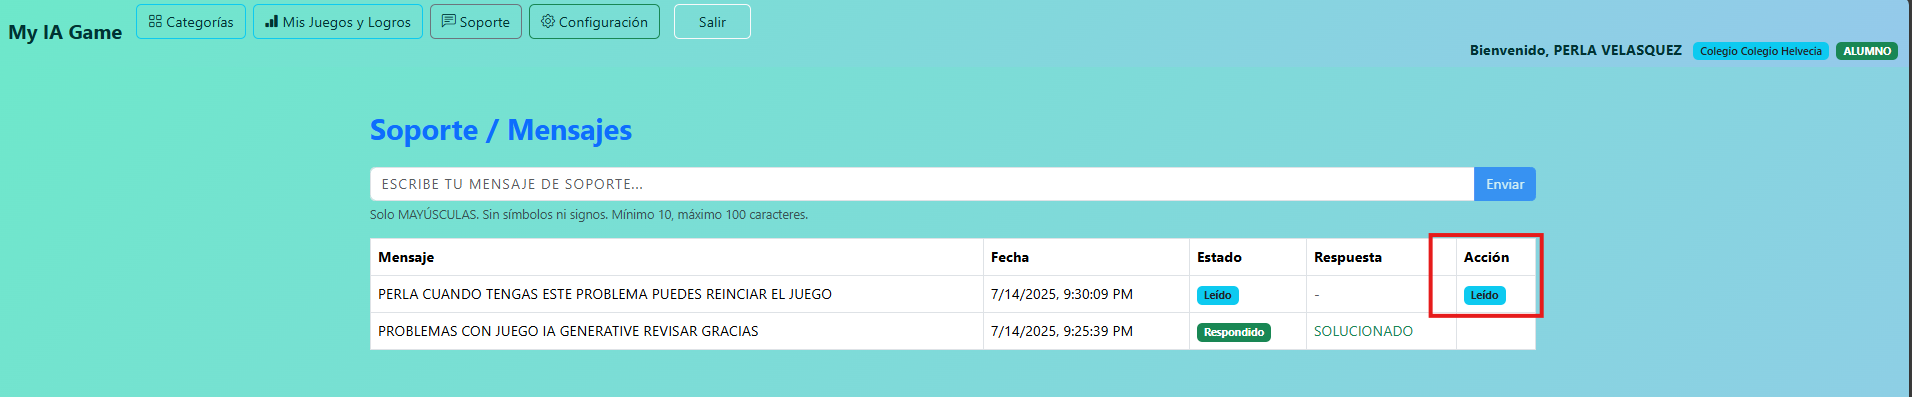 My IA Game
Categorías
Mis Juegos y Logros
Soporte
Configuración
Salir
Bienvenido, PERLA VELASQUEZ
Colegio Colegio Helvecia
ALUMNO
Soporte / Mensajes
ESCRIBE TU MENSAJE DE SOPORTE...
Enviar
Solo MAYÚSCULAS. Sin símbolos ni signos. Mínimo 10, máximo 100 caracteres.
Mensaje Fecha Estado Respuesta Acción
PERLA CUANDO TENGAS ESTE PROBLEMA PUEDES REINCIAR EL JUEGO 7/14/2025, 9:30:09 PM Leído - Leído
PROBLEMAS CON JUEGO IA GENERATIVE REVISAR GRACIAS 7/14/2025, 9:25:39 PM Respondido SOLUCIONADO